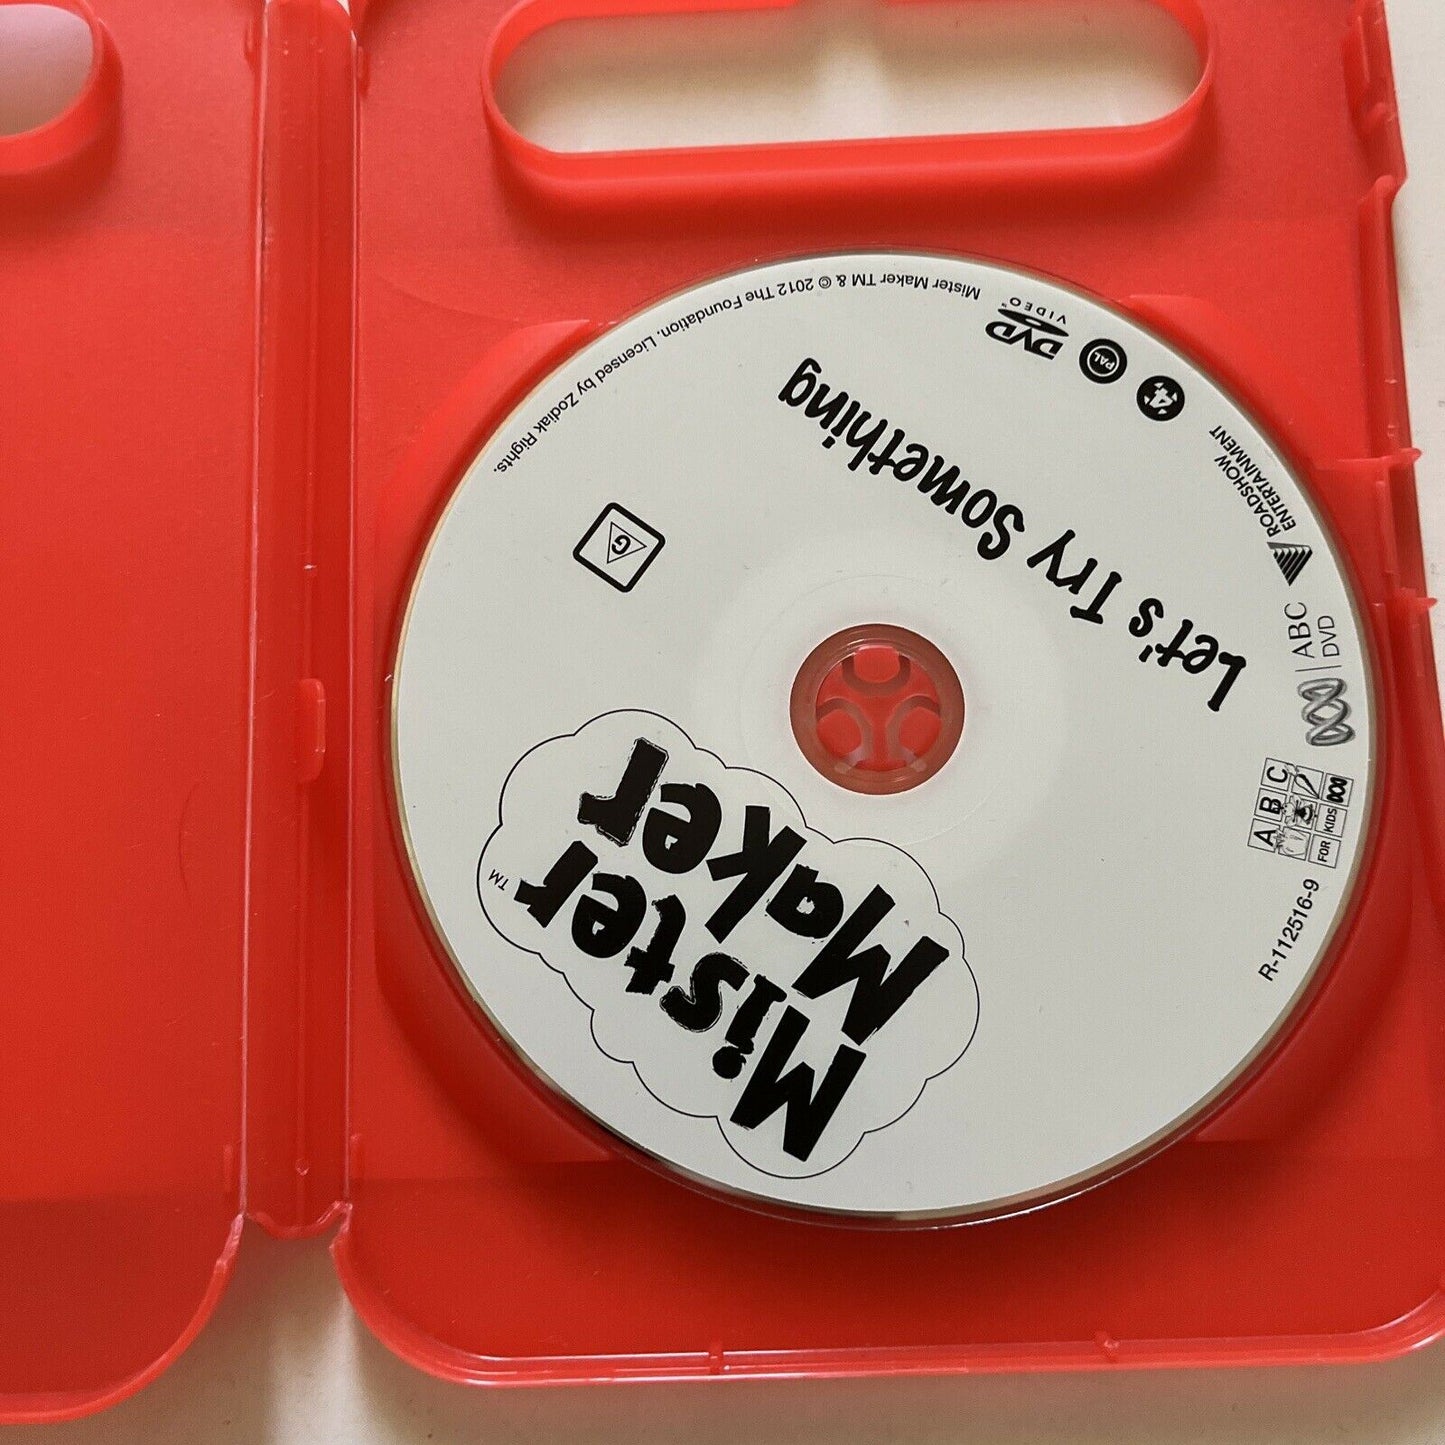 Mister
Maker
TM
Let's Try Something
G
Mister Maker TM & © 2012 The Foundation. Licensed by Zodiak Rights.
DVD
VIDEO
PAL
4
ROADSHOW
ENTERTAINMENT
ABC
DVD
ABC
FOR KIDS
R-112516-9